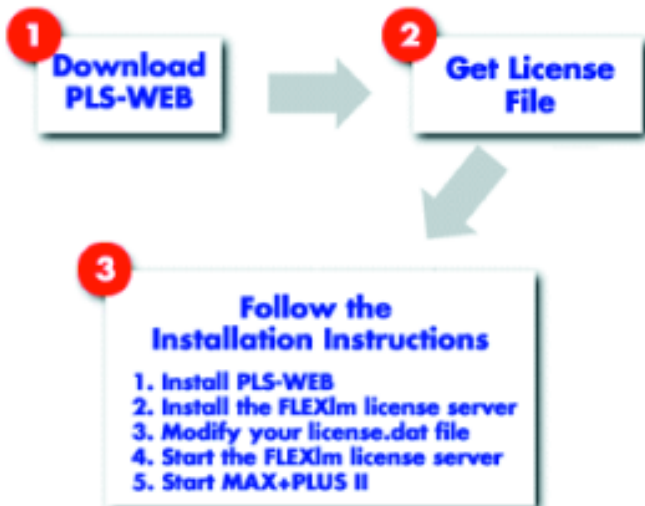 1
Download
PLS-WEB
2
Get License
File
3
Follow the
Installation Instructions
1. Install PLS-WEB
2. Install the FLEXlm license server
3. Modify your license.dat file
4. Start the FLEXlm license server
5. Start MAX+PLUS II